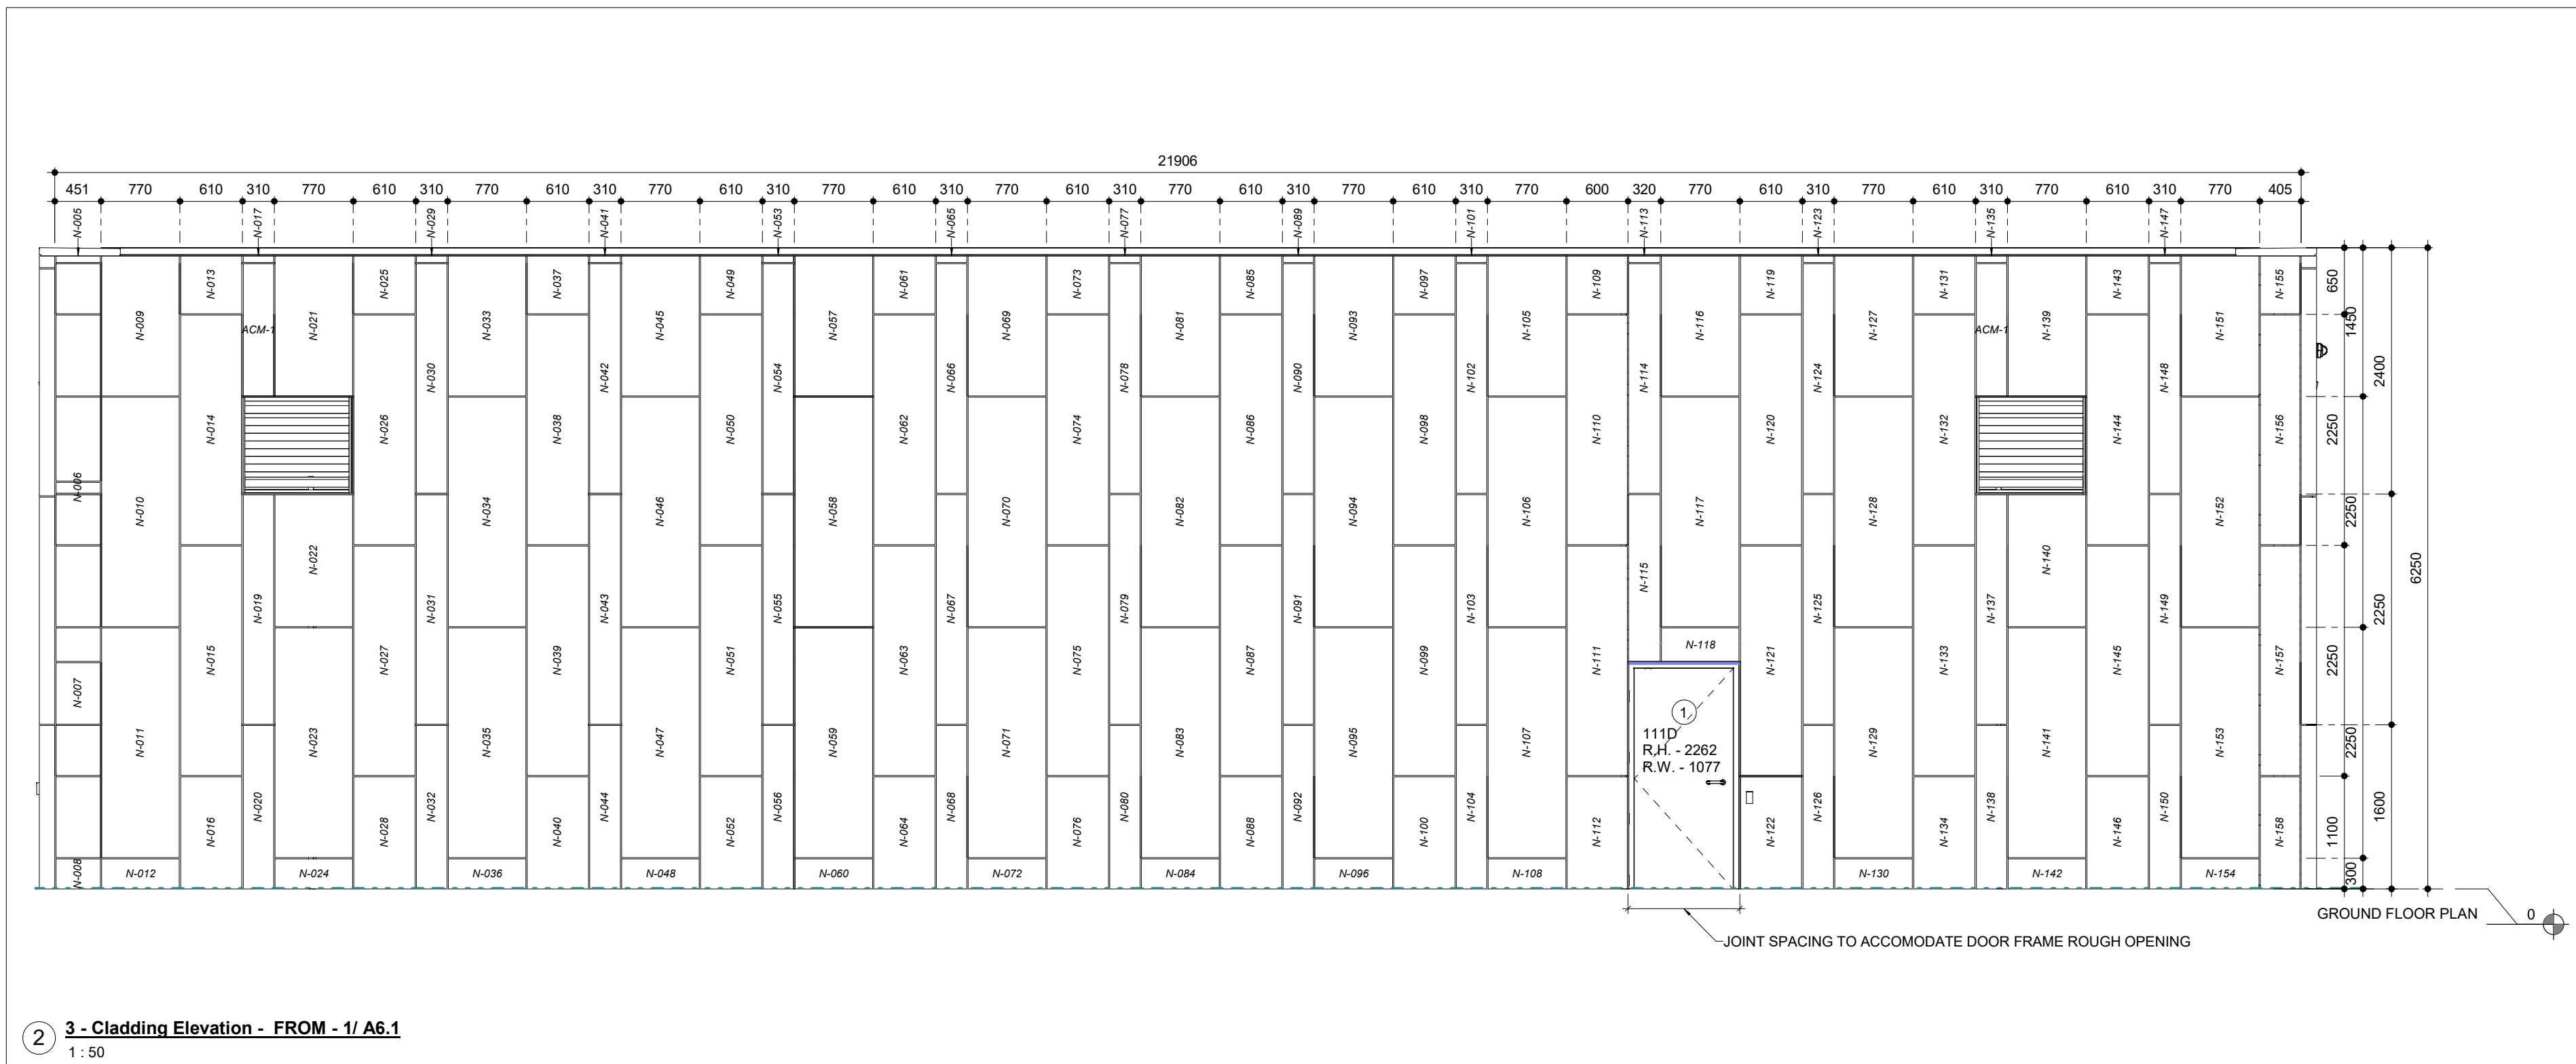 21906
451 770 610 310 770 610 310 770 610 310 770 610 310 770 610 310 770 610 310 770 610 310 770 610 310 770 600 320 770 610 310 770 610 310 770 610 310 770 405
N-005 N-017 N-029 N-041 N-053 N-065 N-077 N-089 N-101 N-113 N-123 N-135 N-147
N-013 N-025 N-037 N-049 N-061 N-073 N-085 N-097 N-109 N-119 N-131 N-143 N-155
N-009 ACM-1 N-021 N-033 N-045 N-057 N-069 N-081 N-093 N-105 N-116 N-127 ACM-1 N-139 N-151
N-030 N-042 N-054 N-066 N-078 N-090 N-102 N-114 N-124 N-148
N-014 N-026 N-038 N-050 N-062 N-074 N-086 N-098 N-110 N-120 N-132 N-144 N-156
N-006 N-010 N-034 N-046 N-058 N-070 N-082 N-094 N-106 N-117 N-128 N-152
N-022 N-140
N-019 N-031 N-043 N-055 N-067 N-079 N-091 N-103 N-115 N-125 N-137 N-149
N-015 N-027 N-039 N-051 N-063 N-075 N-087 N-099 N-111 N-118 N-121 N-133 N-145 N-157
N-007
N-011 N-023 N-035 N-047 N-059 N-071 N-083 N-095 N-107 N-129 N-141 N-153
1
111D
R.H. - 2262
R.W. - 1077
N-020 N-032 N-044 N-056 N-068 N-080 N-092 N-104 N-126 N-138 N-150
N-016 N-028 N-040 N-052 N-064 N-076 N-088 N-100 N-112 N-122 N-134 N-146 N-158
N-008 N-012 N-024 N-036 N-048 N-060 N-072 N-084 N-096 N-108 N-130 N-142 N-154
650 2250 2250 1100
1450 2250 2250 300
2400 2250 1600
6250
GROUND FLOOR PLAN 0
JOINT SPACING TO ACCOMODATE DOOR FRAME ROUGH OPENING
2 3 - Cladding Elevation - FROM - 1/ A6.1
1 : 50